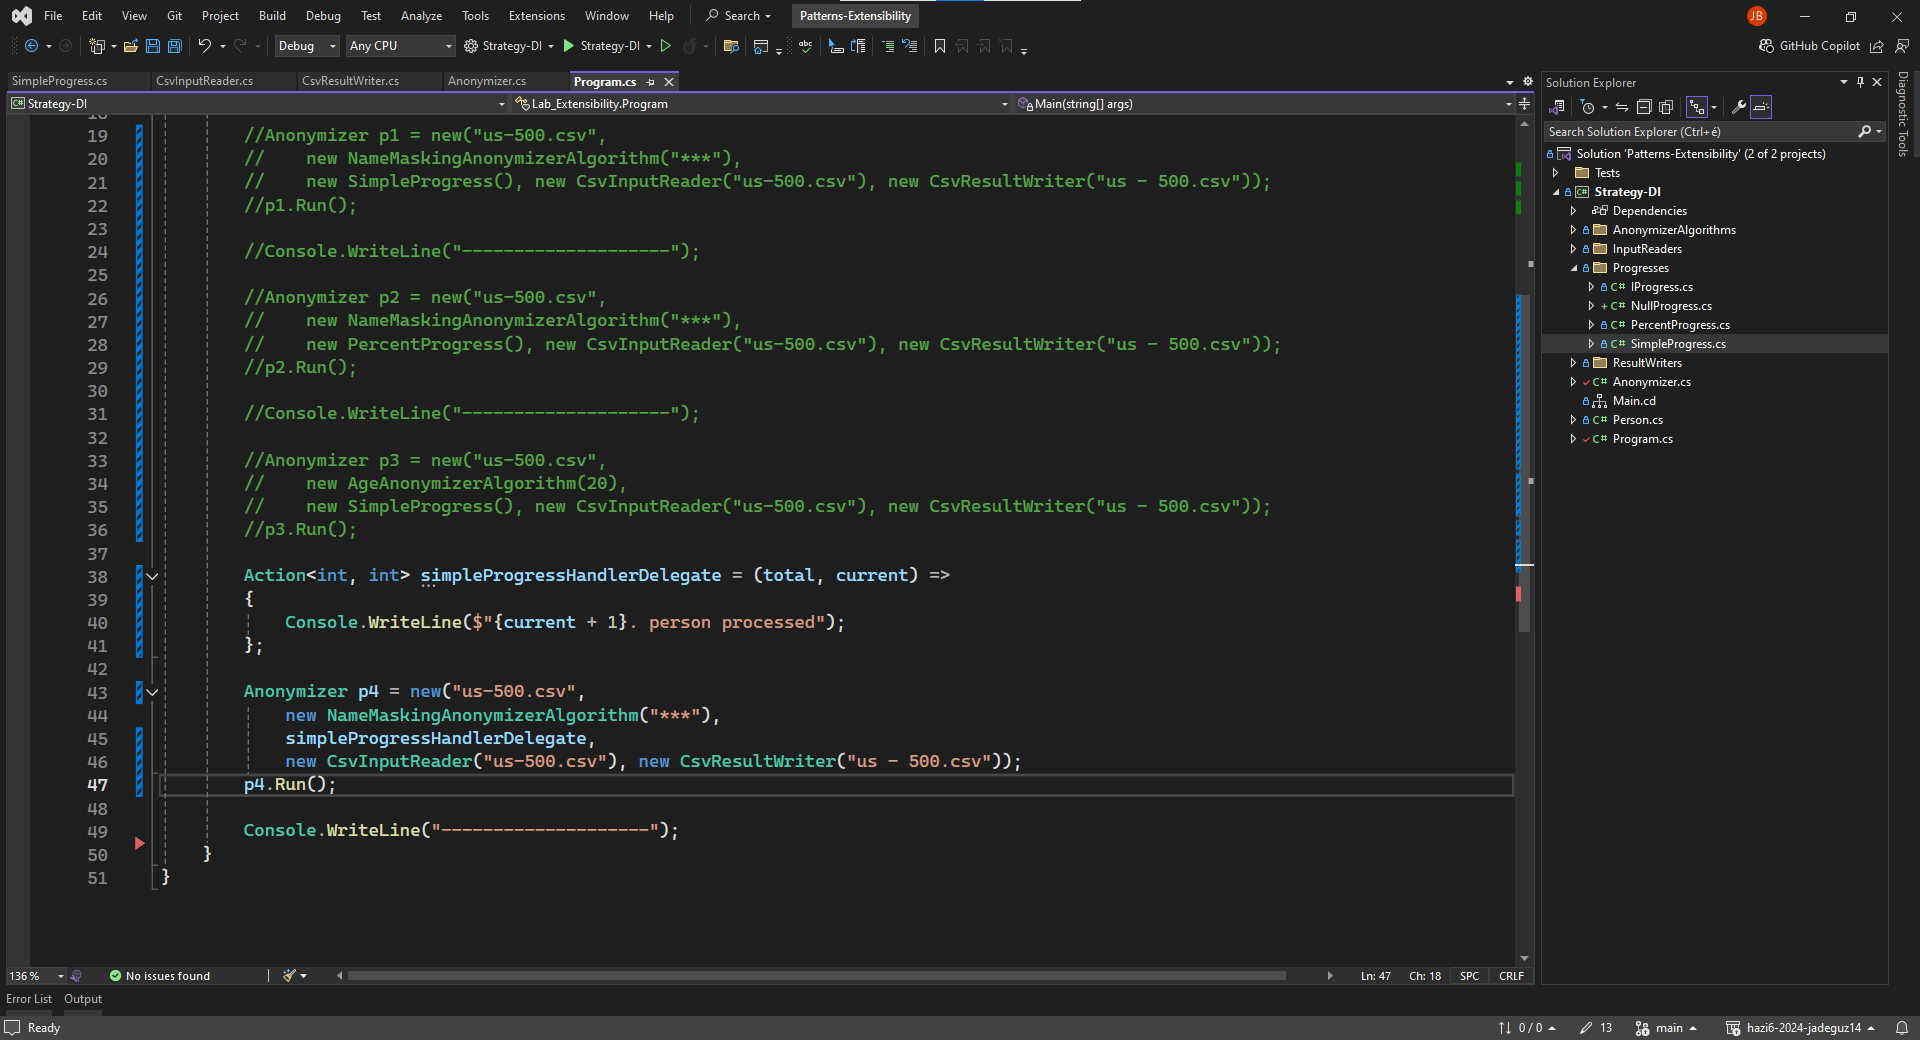 File Edit View Git Project Build Debug Test Analyze Tools Extensions Window Help Search Patterns-Extensibility JB
Debug Any CPU Strategy-DI Strategy-DI abc GitHub Copilot
SimpleProgress.cs CsvInputReader.cs CsvResultWriter.cs Anonymizer.cs Program.cs
C# Strategy-DI Lab_Extensibility.Program Main(string[] args)
19 //Anonymizer p1 = new("us-500.csv",
20 //    new NameMaskingAnonymizerAlgorithm("***"),
21 //    new SimpleProgress(), new CsvInputReader("us-500.csv"), new CsvResultWriter("us - 500.csv"));
22 //p1.Run();
23
24 //Console.WriteLine("--------------------");
25
26 //Anonymizer p2 = new("us-500.csv",
27 //    new NameMaskingAnonymizerAlgorithm("***"),
28 //    new PercentProgress(), new CsvInputReader("us-500.csv"), new CsvResultWriter("us - 500.csv"));
29 //p2.Run();
30
31 //Console.WriteLine("--------------------");
32
33 //Anonymizer p3 = new("us-500.csv",
34 //    new AgeAnonymizerAlgorithm(20),
35 //    new SimpleProgress(), new CsvInputReader("us-500.csv"), new CsvResultWriter("us - 500.csv"));
36 //p3.Run();
37
38 Action<int, int> simpleProgressHandlerDelegate = (total, current) =>
39 {
40     Console.WriteLine($"{current + 1}. person processed");
41 };
42
43 Anonymizer p4 = new("us-500.csv",
44     new NameMaskingAnonymizerAlgorithm("***"),
45     simpleProgressHandlerDelegate,
46     new CsvInputReader("us-500.csv"), new CsvResultWriter("us - 500.csv"));
47 p4.Run();
48
49 Console.WriteLine("--------------------");
50 }
51 }
136 % No issues found Ln: 47 Ch: 18 SPC CRLF
Solution Explorer
Search Solution Explorer (Ctrl+é)
Solution 'Patterns-Extensibility' (2 of 2 projects)
Tests
C# Strategy-DI
Dependencies
AnonymizerAlgorithms
InputReaders
Progresses
C# IProgress.cs
+ C# NullProgress.cs
C# PercentProgress.cs
C# SimpleProgress.cs
ResultWriters
C# Anonymizer.cs
Main.cd
C# Person.cs
C# Program.cs
Diagnostic Tools
Error List Output
Ready 0 / 0 13 main hazi6-2024-jadeguz14